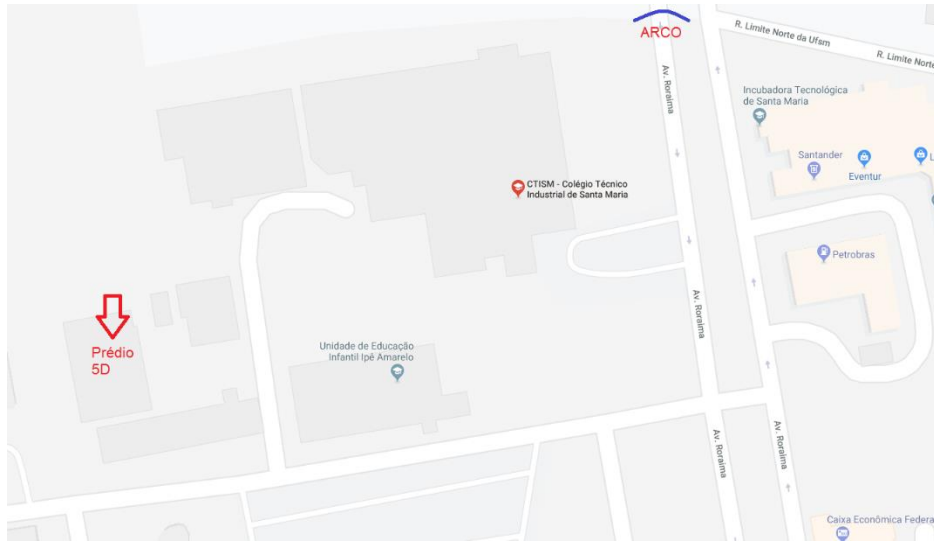 ARCO
R. Limite Norte da Ufsm
R. Limite Norte
Av. Roraima
Incubadora Tecnológica
de Santa Maria
Santander
Eventur
L
CTISM - Colégio Técnico
Industrial de Santa Maria
Petrobras
Av. Roraima
Prédio
5D
Unidade de Educação
Infantil Ipê Amarelo
Av. Roraima
Av. Roraima
Caixa Econômica Federa